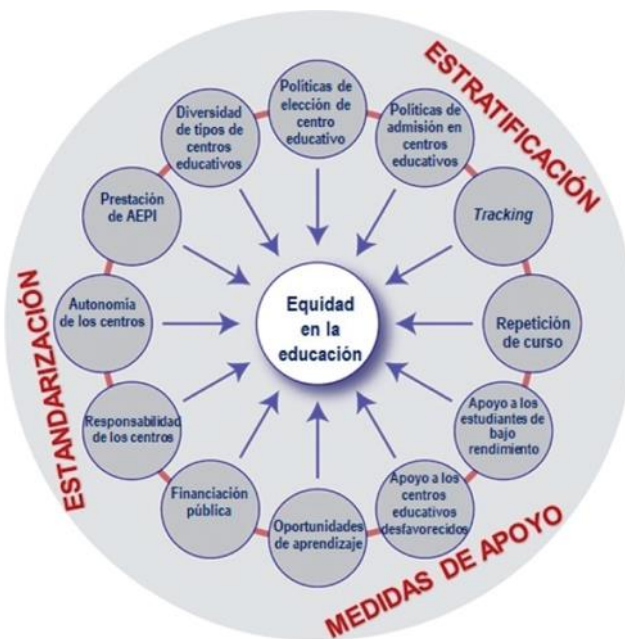 ESTRATIFICACIÓN
Políticas de
elección de
centro
educativo
Políticas de
admisión en
centros
educativos
Tracking
Repetición
de curso
Apoyo a los
estudiantes de
bajo
rendimiento
Apoyo a los
centros
educativos
desfavorecidos
MEDIDAS DE APOYO
Oportunidades
de aprendizaje
Financiación
pública
Responsabilidad
de los centros
ESTANDARIZACIÓN
Autonomía
de los centros
Prestación
de AEPI
Diversidad
de tipos de
centros
educativos
Equidad
en la
educación